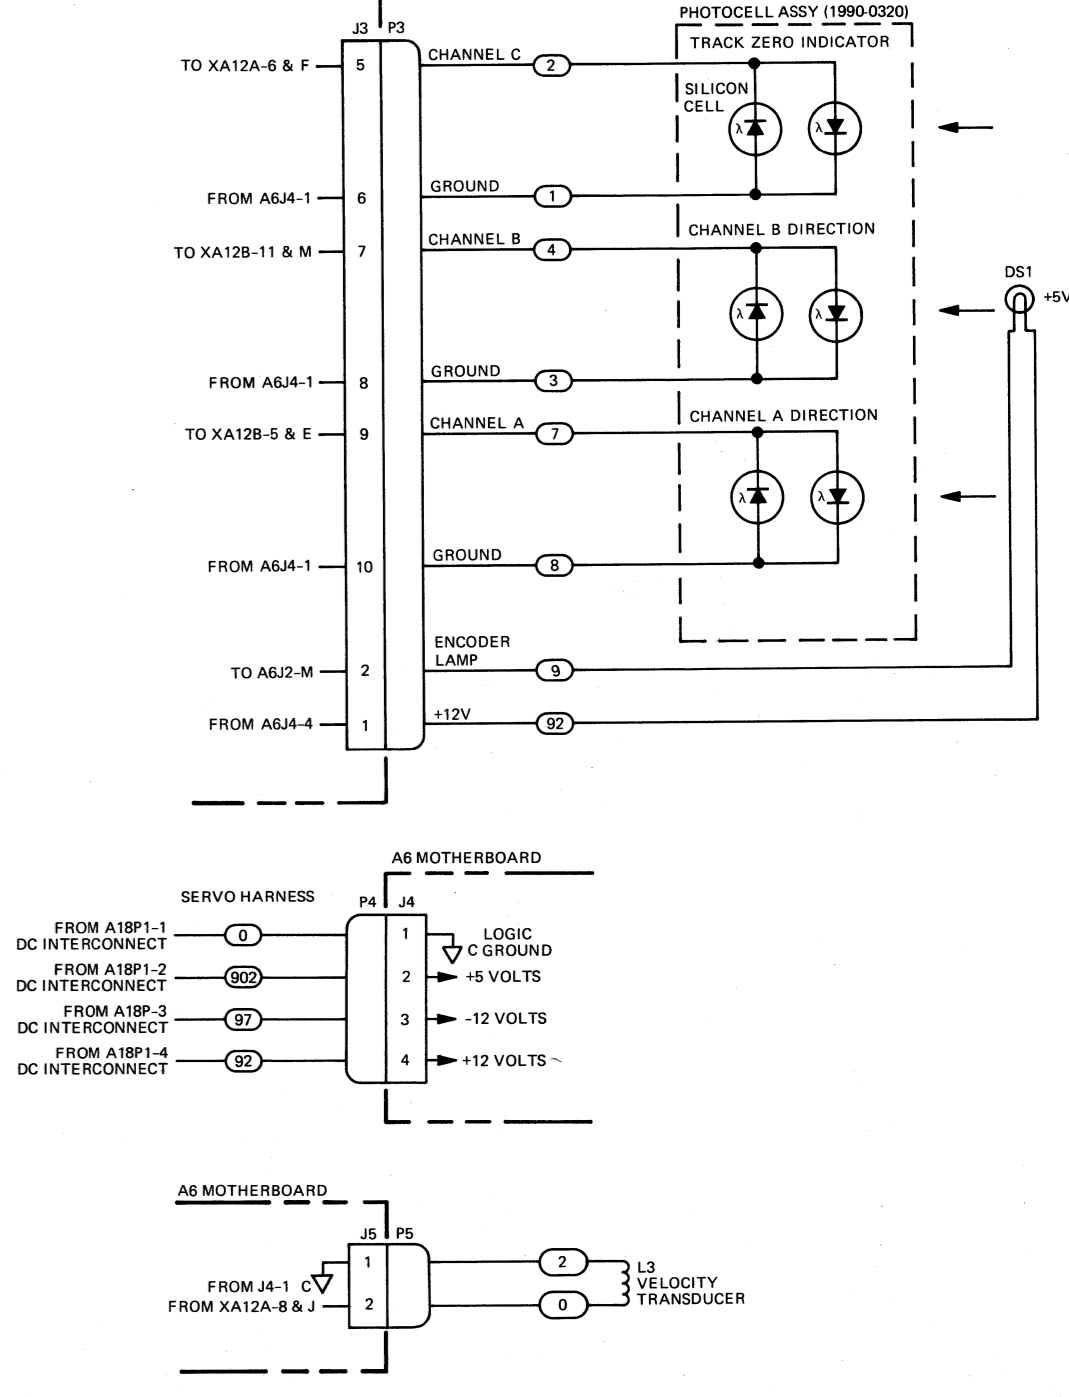 PHOTOCELL ASSY (1990-0320)
J3 P3
TRACK ZERO INDICATOR
TO XA12A-6 & F 5 CHANNEL C 2
SILICON
CELL
λ λ
FROM A6J4-1 6 GROUND 1
TO XA12B-11 & M 7 CHANNEL B 4
CHANNEL B DIRECTION
DS1
+5V
λ λ
FROM A6J4-1 8 GROUND 3
TO XA12B-5 & E 9 CHANNEL A 7
CHANNEL A DIRECTION
λ λ
FROM A6J4-1 10 GROUND 8
ENCODER
LAMP
TO A6J2-M 2 9
FROM A6J4-4 1 +12V 92
A6 MOTHERBOARD
SERVO HARNESS P4 J4
FROM A18P1-1
DC INTERCONNECT 0 1 LOGIC
C GROUND
FROM A18P1-2
DC INTERCONNECT 902 2 +5 VOLTS
FROM A18P-3
DC INTERCONNECT 97 3 -12 VOLTS
FROM A18P1-4
DC INTERCONNECT 92 4 +12 VOLTS
A6 MOTHERBOARD
J5 P5
1 2
L3
VELOCITY
TRANSDUCER
FROM J4-1 C
FROM XA12A-8 & J 2 0